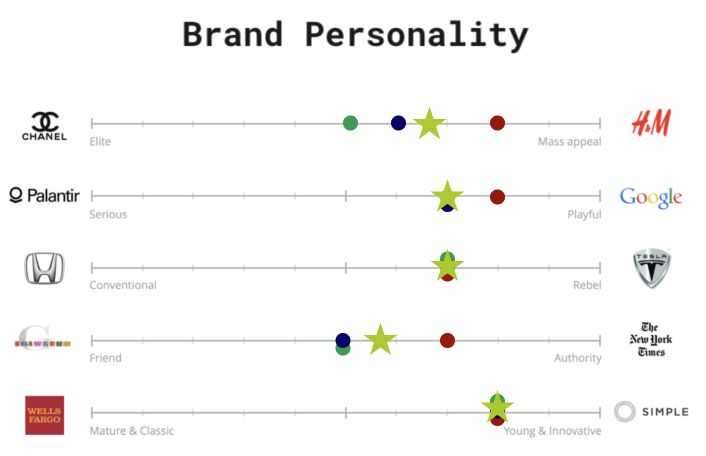 Brand Personality
CHANEL
Elite
Mass appeal
H&M
Palantir
Serious
Playful
Google
Conventional
Rebel
TESLA
Friend
Authority
The
New York
Times
WELLS
FARGO
Mature & Classic
Young & Innovative
SIMPLE